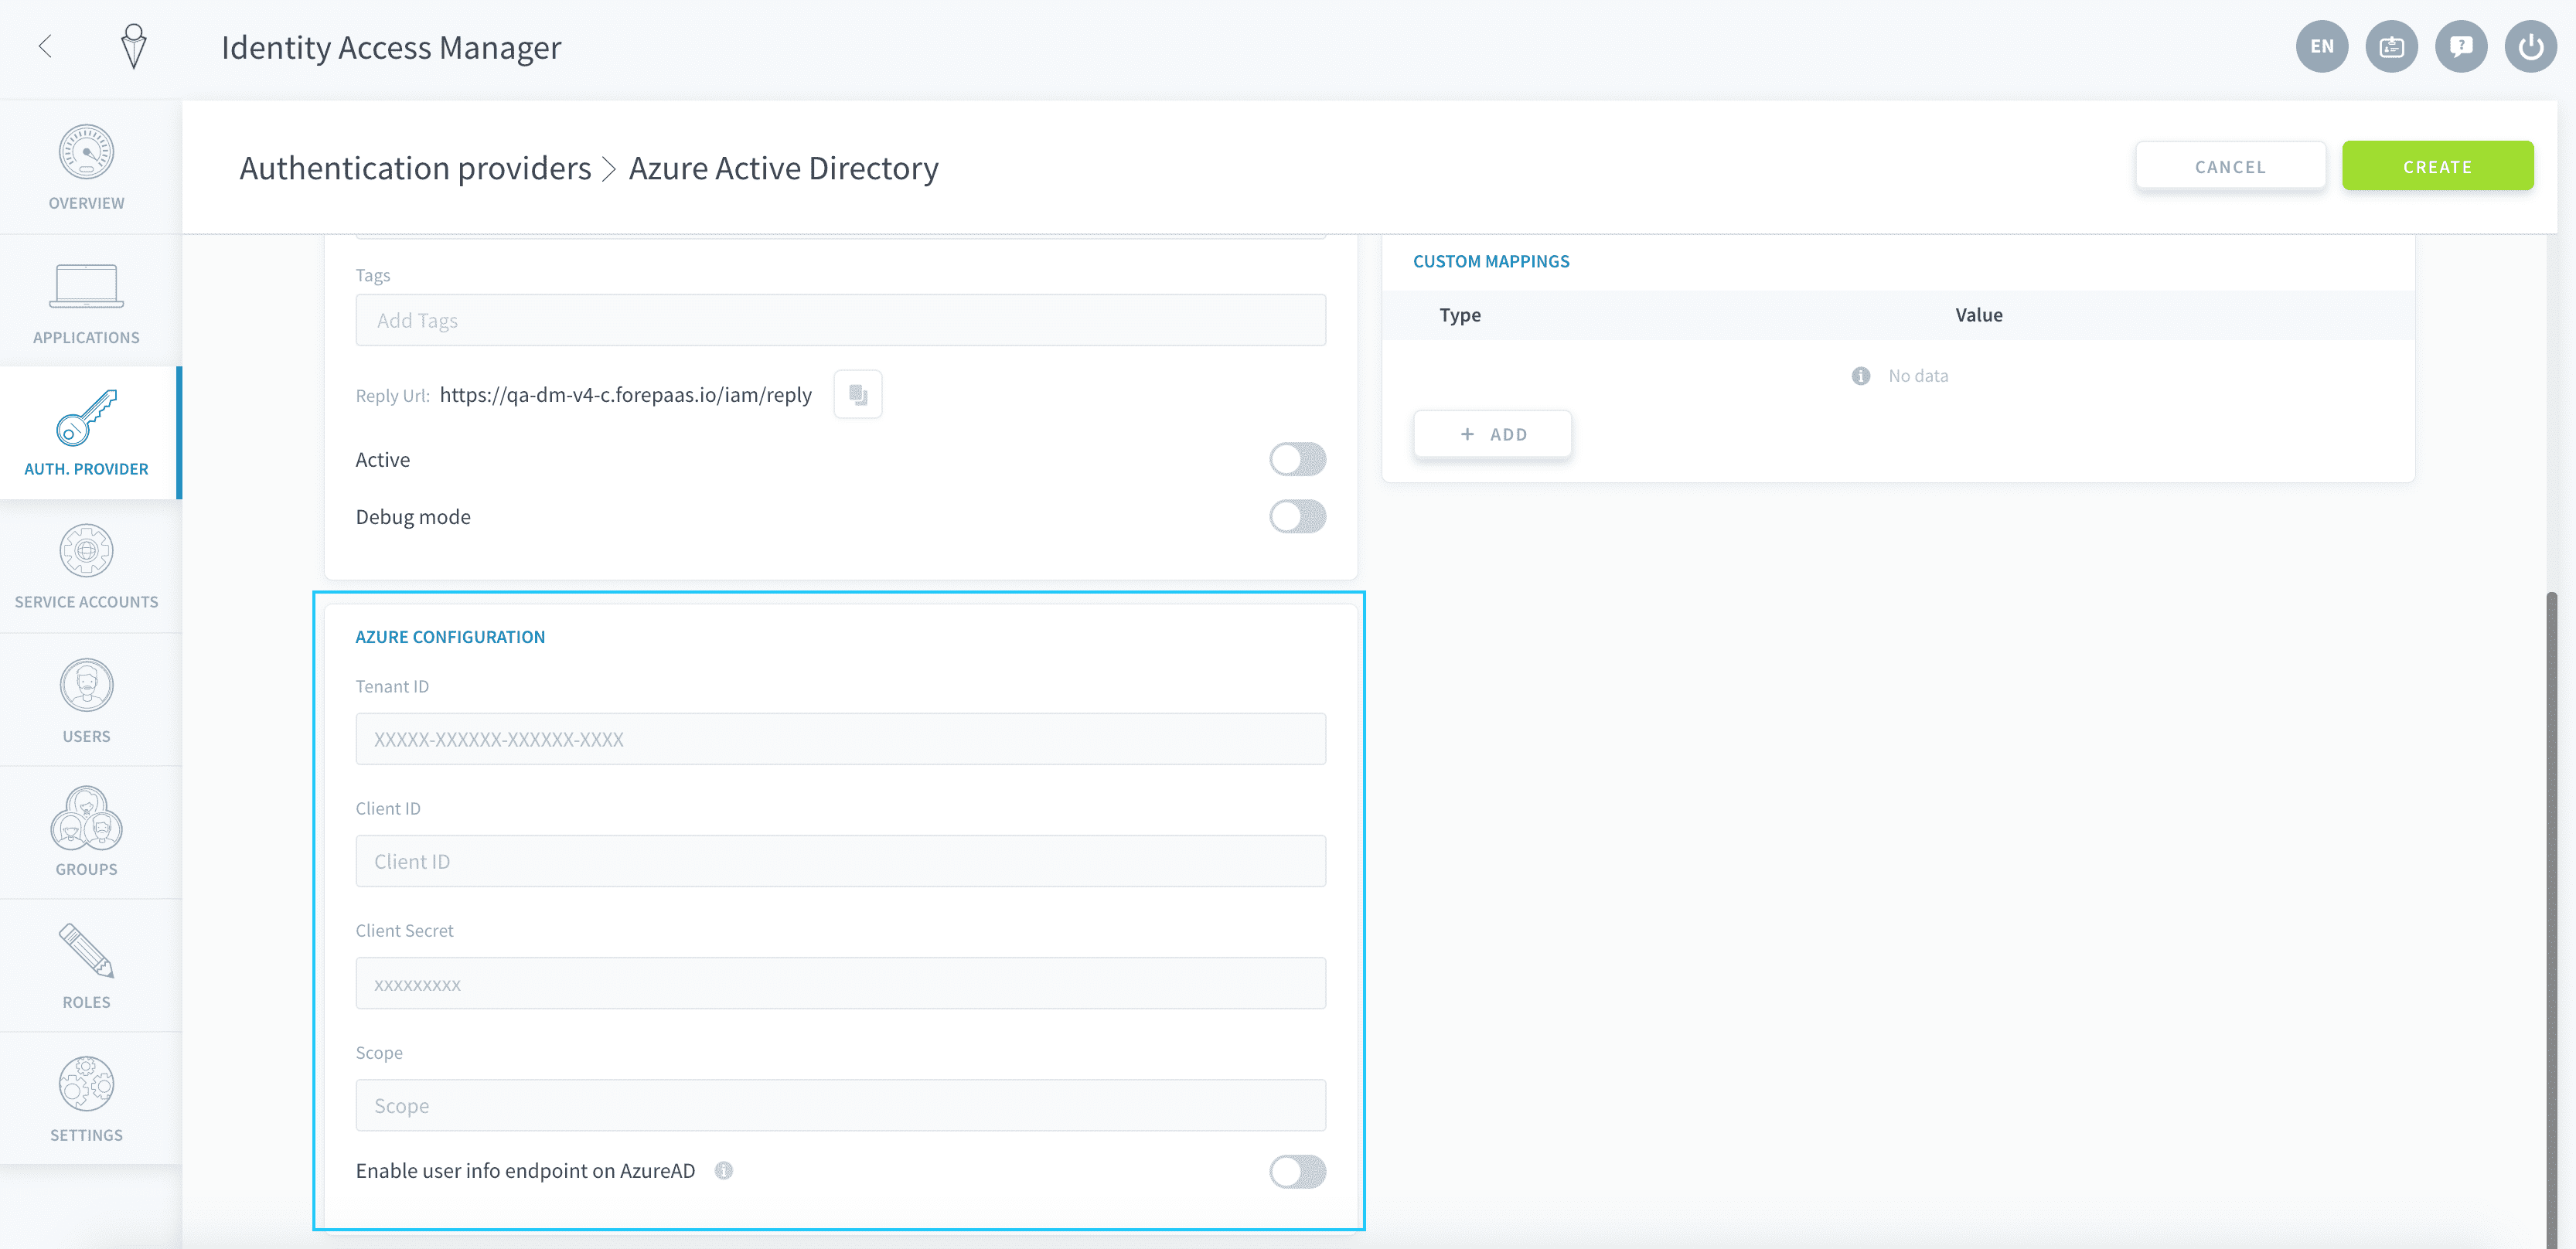 Identity Access Manager
EN
OVERVIEW
APPLICATIONS
AUTH. PROVIDER
SERVICE ACCOUNTS
USERS
GROUPS
ROLES
SETTINGS
Authentication providers > Azure Active Directory
CANCEL
CREATE
Tags
Add Tags
Reply Url: https://qa-dm-v4-c.forepaas.io/iam/reply
Active
Debug mode
AZURE CONFIGURATION
Tenant ID
XXXXX-XXXXXX-XXXXXX-XXXX
Client ID
Client ID
Client Secret
xxxxxxxxx
Scope
Scope
Enable user info endpoint on AzureAD
CUSTOM MAPPINGS
Type Value
No data
+ ADD